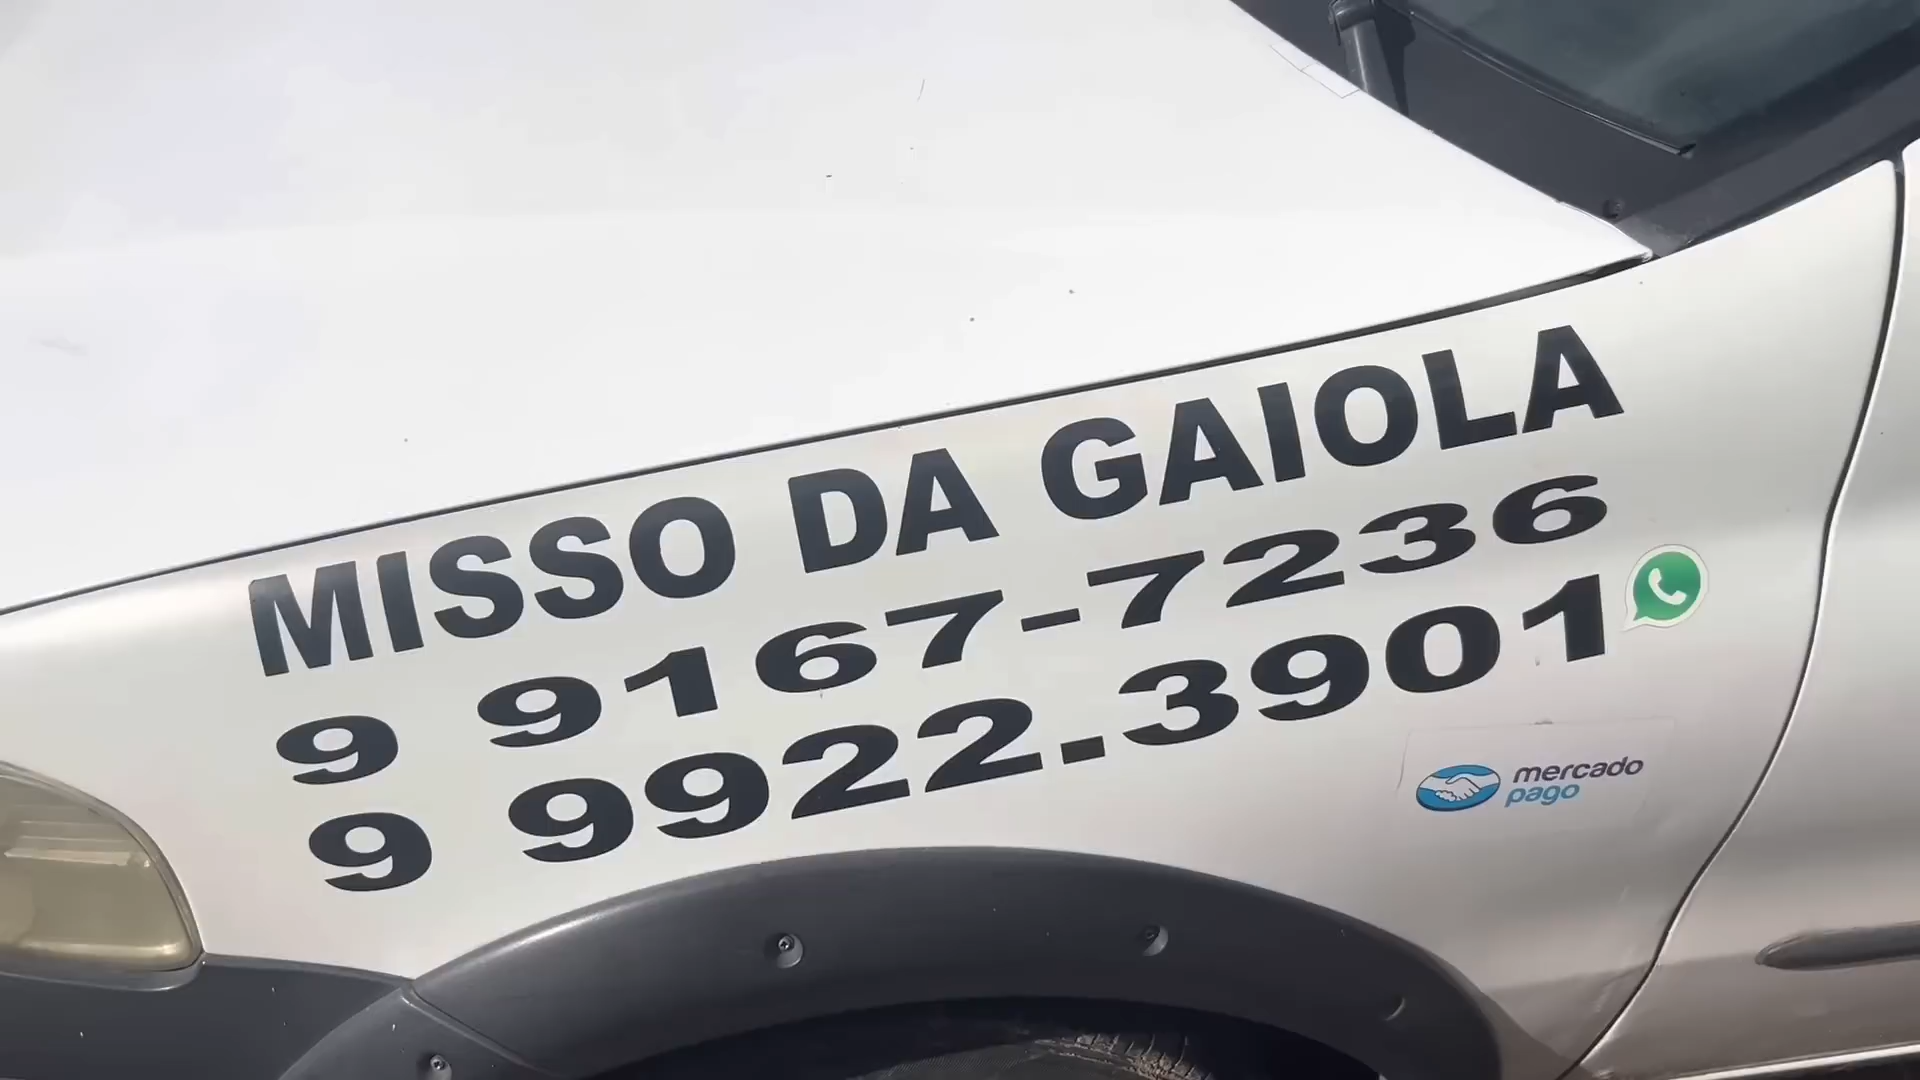 MISSO DA GAIOLA
9 9167-7236
9 9922.3901
mercado
pago